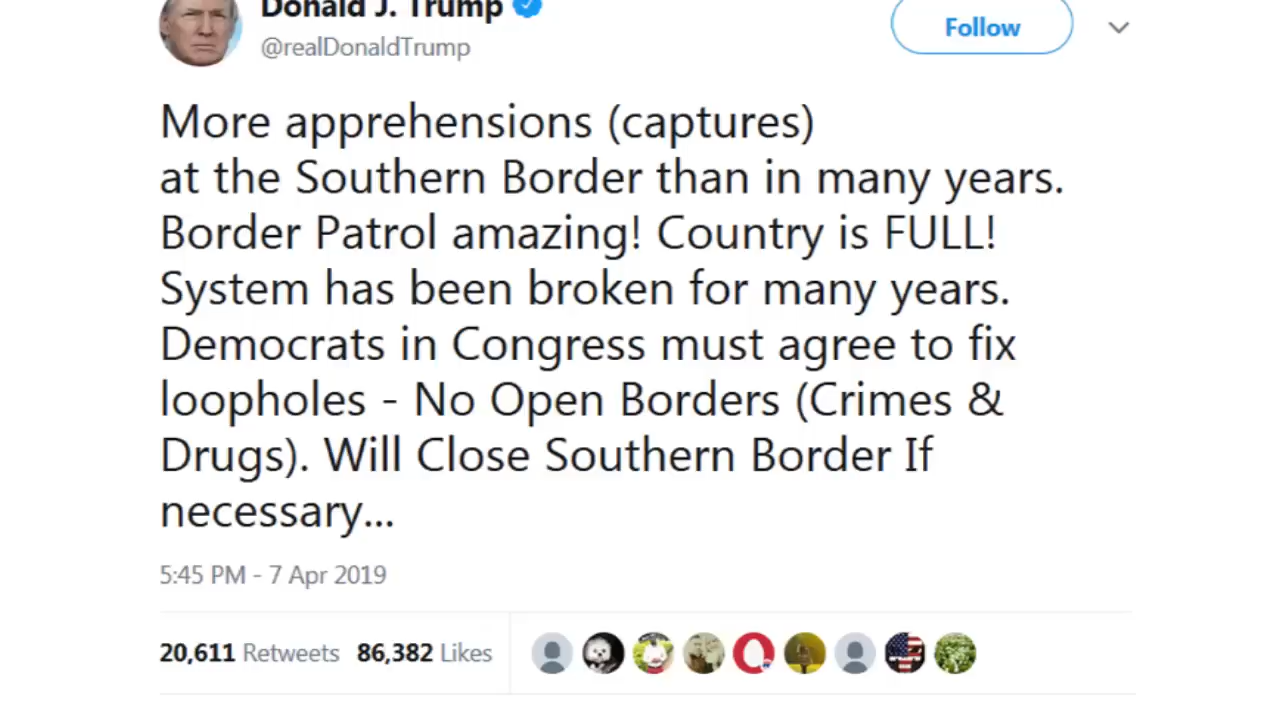 Donald J. Trump
@realDonaldTrump
Follow
More apprehensions (captures)
at the Southern Border than in many years.
Border Patrol amazing! Country is FULL!
System has been broken for many years.
Democrats in Congress must agree to fix
loopholes - No Open Borders (Crimes &
Drugs). Will Close Southern Border If
necessary...
5:45 PM - 7 Apr 2019
20,611 Retweets 86,382 Likes